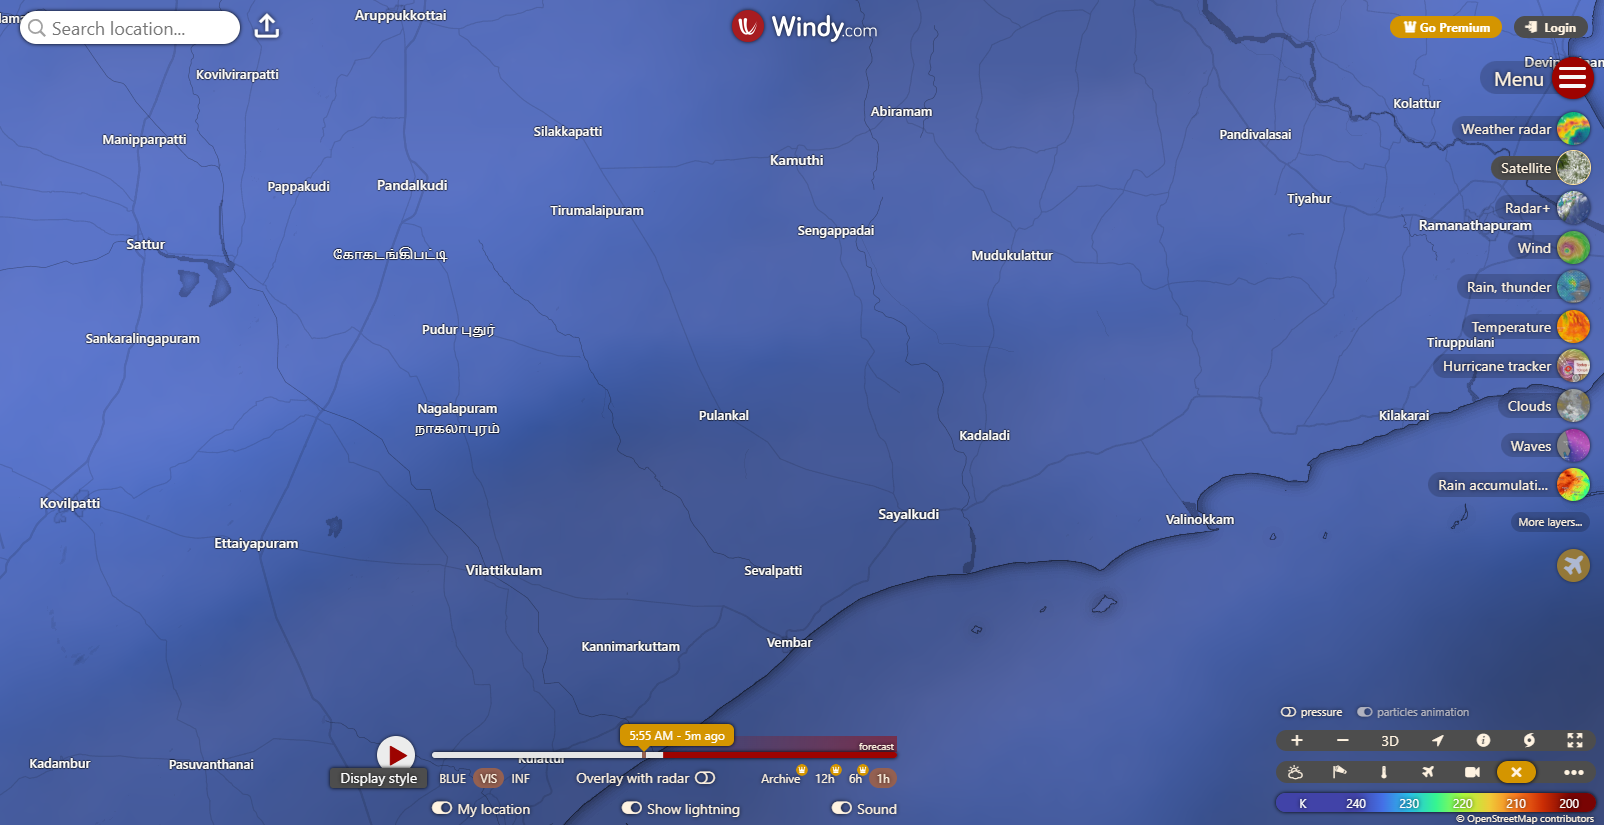 Search location...
Windy.com
Go Premium
Login
Menu
Aruppukkottai
Kovilvirarpatti
Manipparpatti
Silakkapatti
Abiramam
Kolattur
Pandivalasai
Kamuthi
Pappakudi
Pandalkudi
Tirumalaipuram
Tiyahur
Ramanathapuram
Sengappadai
Sattur
கோகடங்கிபட்டி
Mudukulattur
Pudur புதூர்
Sankaralingapuram
Tiruppulani
Nagalapuram
நாகலாபுரம்
Pulankal
Kilakarai
Kadaladi
Kovilpatti
Sayalkudi
Valinokkam
Ettaiyapuram
Vilattikulam
Sevalpatti
Kannimarkuttam
Vembar
Kadambur
Pasuvanthanai
Weather radar
Satellite
Radar+
Wind
Rain, thunder
Temperature
Hurricane tracker
Clouds
Waves
Rain accumulati...
More layers...
5:55 AM - 5m ago
forecast
Display style
BLUE VIS INF
Overlay with radar
Archive 12h 6h 1h
My location
Show lightning
Sound
pressure
particles animation
3D
K 240 230 220 210 200
© OpenStreetMap contributors